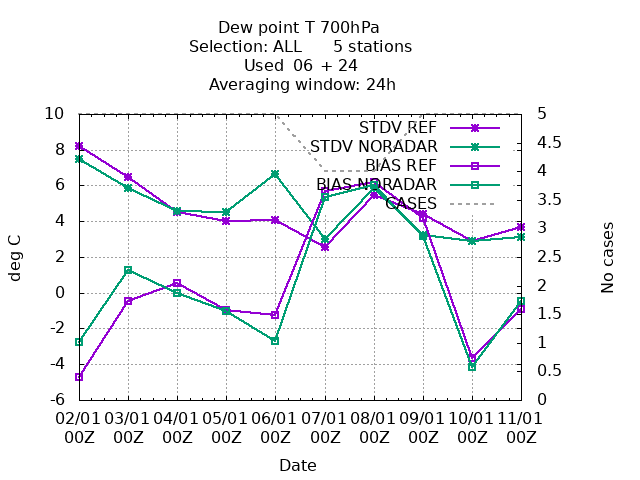 Dew point T 700hPa
Selection: ALL      5 stations
Used  06 + 24
Averaging window: 24h
STDV REF
STDV NORADAR
BIAS REF
BIAS NORADAR
CASES
10
8
6
4
2
0
-2
-4
-6
deg C
5
4.5
4
3.5
3
2.5
2
1.5
1
0.5
0
No cases
02/01 03/01 04/01 05/01 06/01 07/01 08/01 09/01 10/01 11/01
00Z 00Z 00Z 00Z 00Z 00Z 00Z 00Z 00Z 00Z
Date